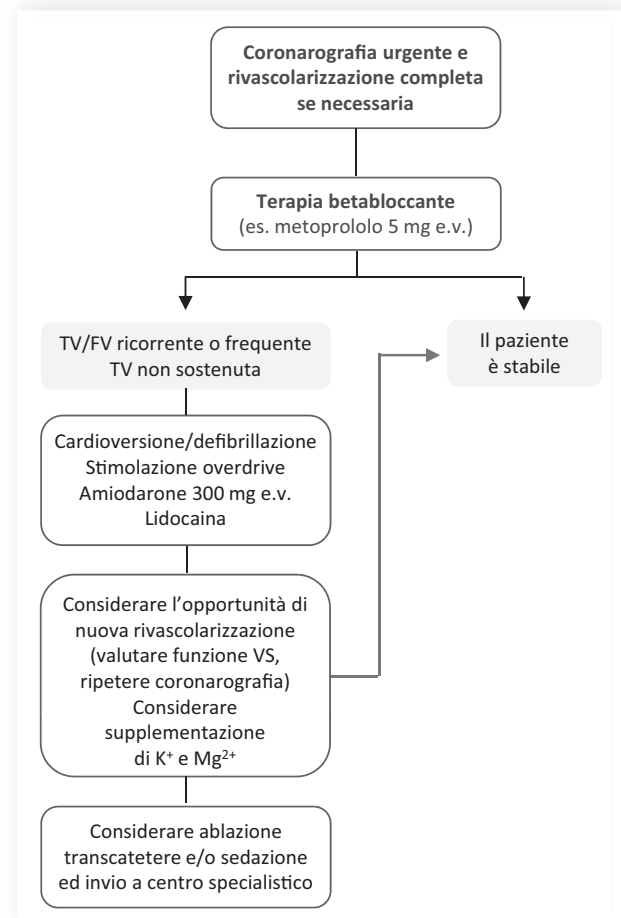 Coronarografia urgente e
rivascolarizzazione completa
se necessaria
Terapia betabloccante
(es. metoprololo 5 mg e.v.)
TV/FV ricorrente o frequente
TV non sostenuta
Il paziente
è stabile
Cardioversione/defibrillazione
Stimolazione overdrive
Amiodarone 300 mg e.v.
Lidocaina
Considerare l’opportunità di
nuova rivascolarizzazione
(valutare funzione VS,
ripetere coronarografia)
Considerare
supplementazione
di K⁺ e Mg²⁺
Considerare ablazione
transcatetere e/o sedazione
ed invio a centro specialistico